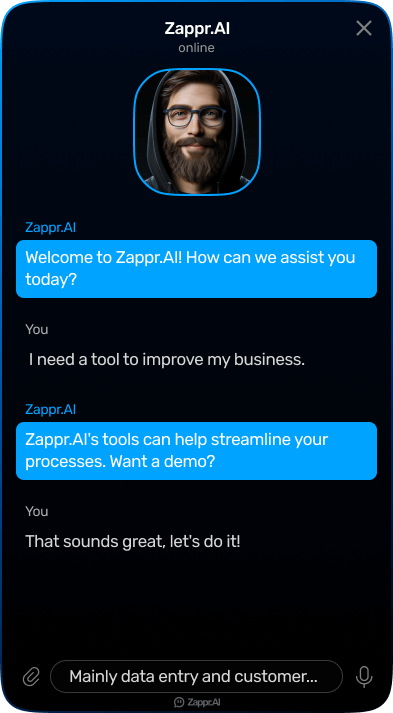 Zappr.AI
online
Zappr.AI
Welcome to Zappr.AI! How can we assist you
today?
You
I need a tool to improve my business.
Zappr.AI
Zappr.AI's tools can help streamline your
processes. Want a demo?
You
That sounds great, let's do it!
Mainly data entry and customer...
Zappr.AI